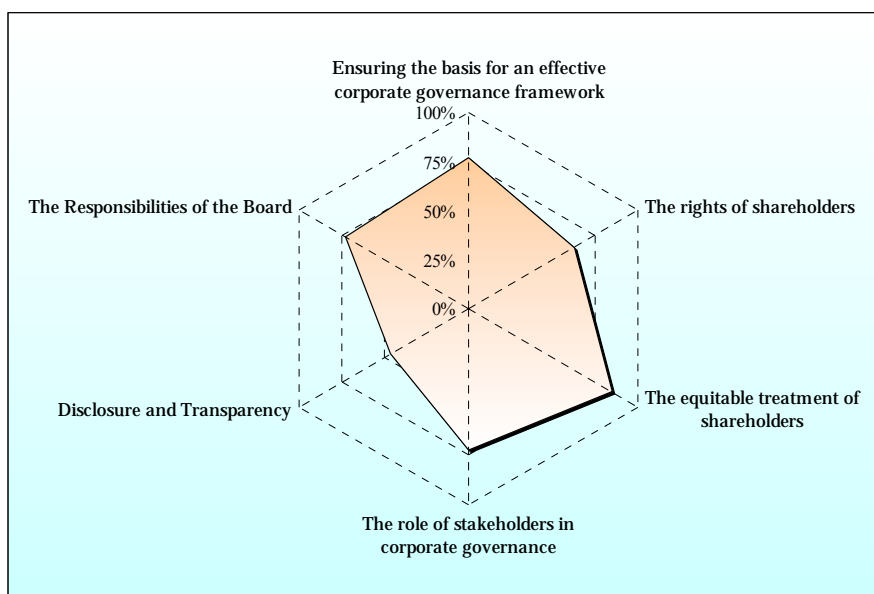 Ensuring the basis for an effective
corporate governance framework
100%
75%
The Responsibilities of the Board
The rights of shareholders
50%
25%
0%
Disclosure and Transparency
The equitable treatment of
shareholders
The role of stakeholders in
corporate governance